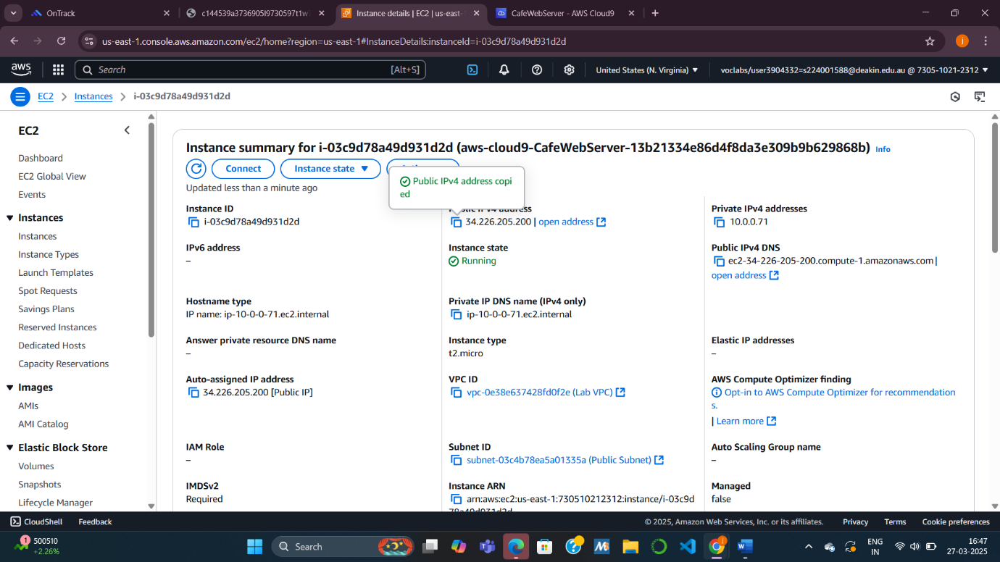 OnTrack
c144539a3736905l9730597t1w
Instance details | EC2 | us-east-
CafeWebServer - AWS Cloud9
us-east-1.console.aws.amazon.com/ec2/home?region=us-east-1#InstanceDetails:instanceId=i-03c9d78a49d931d2d
j
aws
Search
[Alt+S]
United States (N. Virginia)
voclabs/user3904332=s224001588@deakin.edu.au @ 7305-1021-2312
EC2
Instances
i-03c9d78a49d931d2d
EC2
Dashboard
EC2 Global View
Events
Instances
Instances
Instance Types
Launch Templates
Spot Requests
Savings Plans
Reserved Instances
Dedicated Hosts
Capacity Reservations
Images
AMIs
AMI Catalog
Elastic Block Store
Volumes
Snapshots
Lifecycle Manager
Instance summary for i-03c9d78a49d931d2d (aws-cloud9-CafeWebServer-13b21334e86d4f8da3e309b9b629868b) Info
Connect
Instance state
Public IPv4 address copi
ed
Updated less than a minute ago
Instance ID
i-03c9d78a49d931d2d
Public IPv4 address
34.226.205.200 | open address
Private IPv4 addresses
10.0.0.71
IPv6 address
–
Instance state
Running
Public IPv4 DNS
ec2-34-226-205-200.compute-1.amazonaws.com |
open address
Hostname type
IP name: ip-10-0-0-71.ec2.internal
Private IP DNS name (IPv4 only)
ip-10-0-0-71.ec2.internal
Answer private resource DNS name
–
Instance type
t2.micro
Elastic IP addresses
–
Auto-assigned IP address
34.226.205.200 [Public IP]
VPC ID
vpc-0e38e637428fd0f2e (Lab VPC)
AWS Compute Optimizer finding
Opt-in to AWS Compute Optimizer for recommendation
s.
| Learn more
IAM Role
–
Subnet ID
subnet-03c4b78ea5a01335a (Public Subnet)
Auto Scaling Group name
–
IMDSv2
Required
Instance ARN
arn:aws:ec2:us-east-1:730510212312:instance/i-03c9d
78a49d931d2d
Managed
false
CloudShell
Feedback
© 2025, Amazon Web Services, Inc. or its affiliates.
Privacy
Terms
Cookie preferences
1
500510
+2.26%
Search
ENG
IN
16:47
27-03-2025